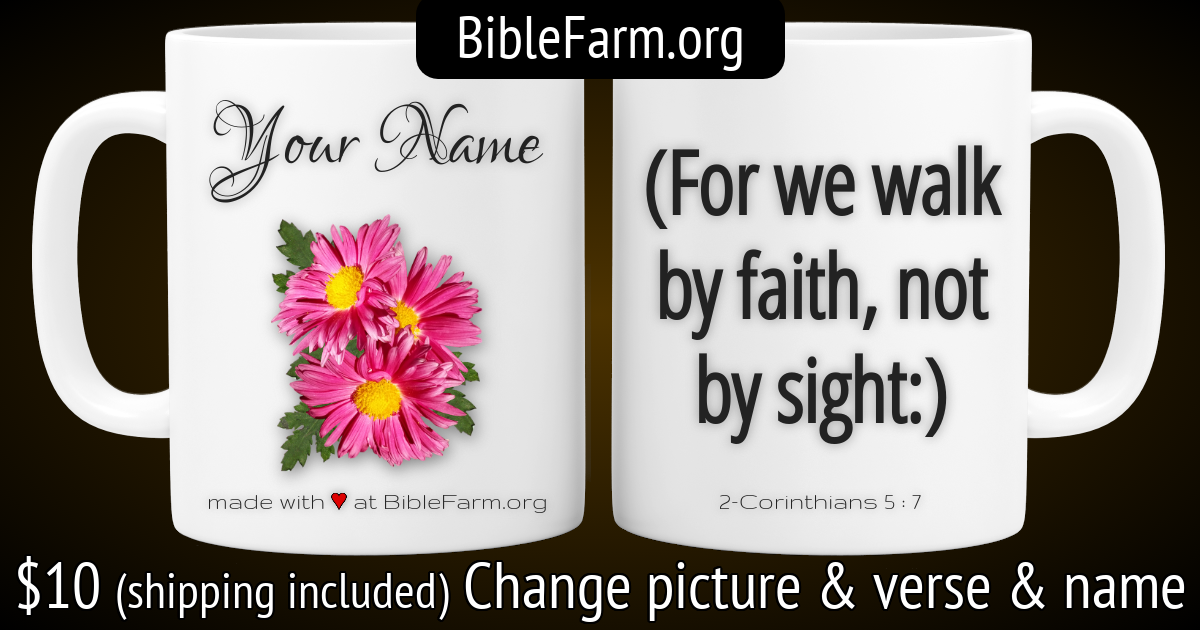 BibleFarm.org
Your Name
made with ♥ at BibleFarm.org
(For we walk
by faith, not
by sight:)
2-Corinthians 5 : 7
$10 (shipping included) Change picture & verse & name